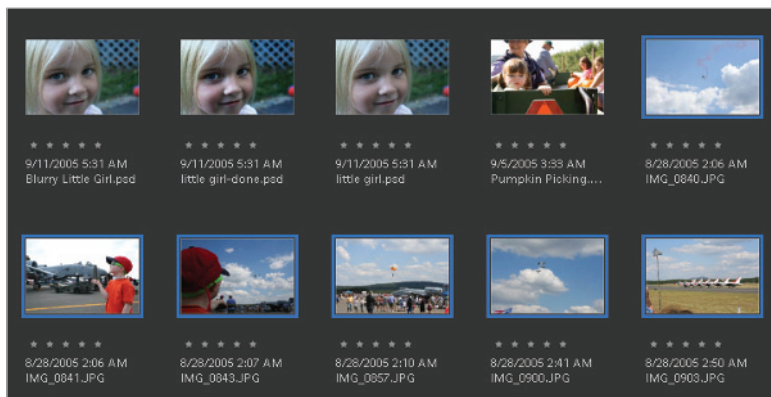 9/11/2005 5:31 AM
Blurry Little Girl.psd
9/11/2005 5:31 AM
little girl-done.psd
9/11/2005 5:31 AM
little girl.psd
9/5/2005 3:33 AM
Pumpkin Picking....
8/28/2005 2:06 AM
IMG_0840.JPG
8/28/2005 2:06 AM
IMG_0841.JPG
8/28/2005 2:07 AM
IMG_0843.JPG
8/28/2005 2:10 AM
IMG_0857.JPG
8/28/2005 2:41 AM
IMG_0900.JPG
8/28/2005 2:50 AM
IMG_0903.JPG